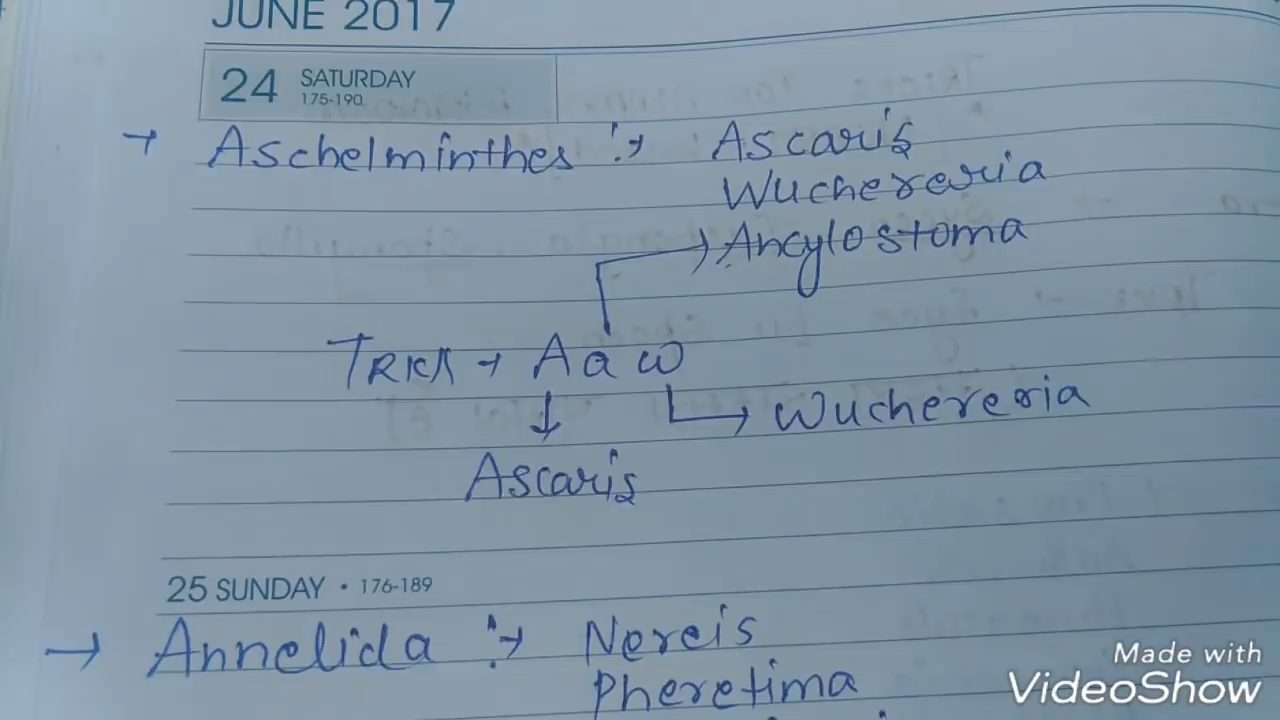 JUNE 2017
24 SATURDAY
175-190
→ Aschelminthes :→ Ascaris
Wuchereria
→ Ancylostoma
TRICK → A a W
→ Wuchereria
Ascaris
25 SUNDAY • 176-189
→ Annelida :→ Nereis
Pheretima
Made with
VideoShow